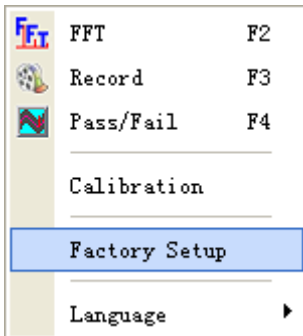 FFT F2
Record F3
Pass/Fail F4
Calibration
Factory Setup
Language